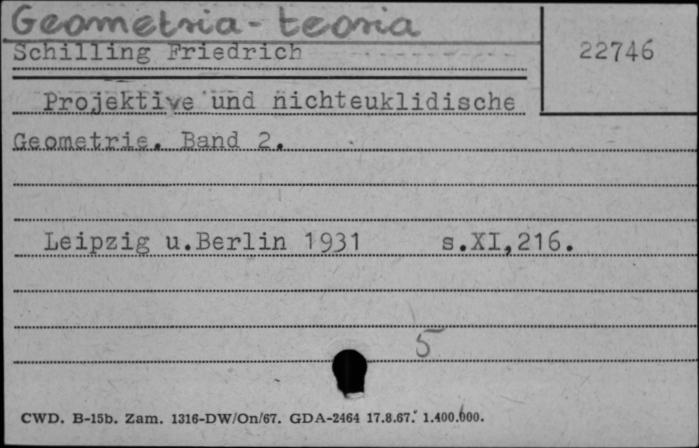 Geometria - teoria
Schilling Friedrich
22746
Projektive und nichteuklidische
Geometrie. Band 2.
Leipzig u.Berlin 1931 s.XI,216.
5
CWD. B-15b. Zam. 1316-DW/On/67. GDA-2464 17.8.67. 1.400.000.